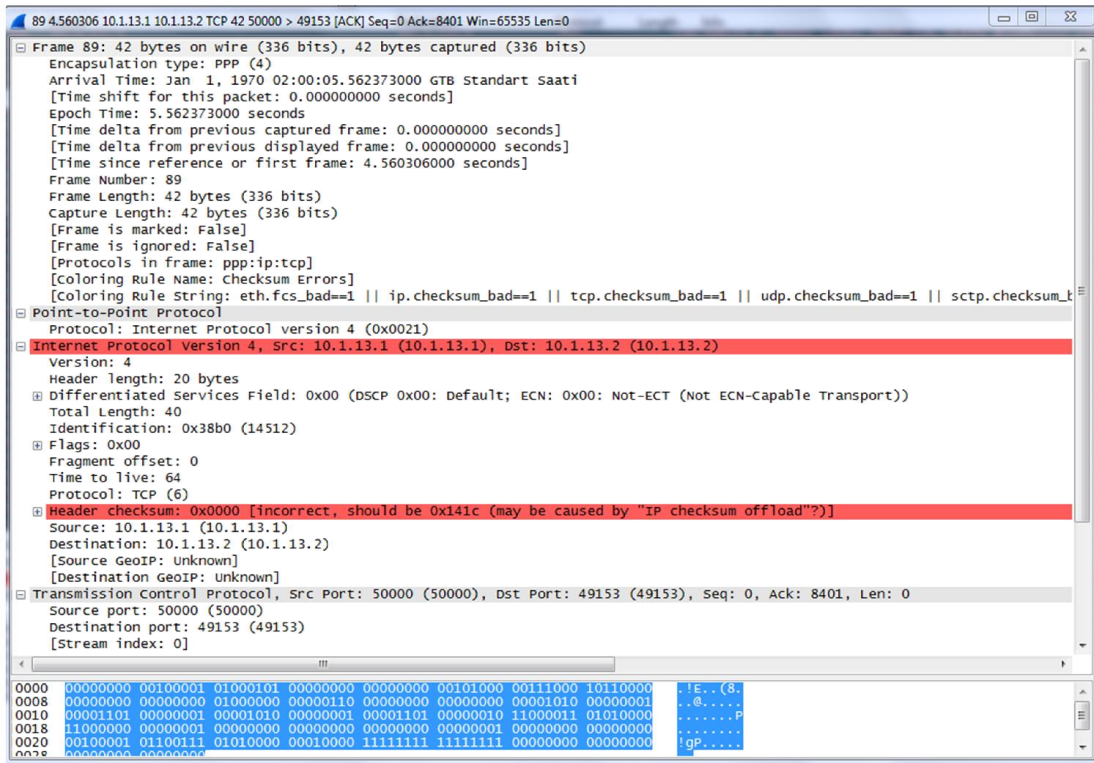 89 4.560306 10.1.13.1 10.1.13.2 TCP 42 50000 > 49153 [ACK] Seq=0 Ack=8401 Win=65535 Len=0
Frame 89: 42 bytes on wire (336 bits), 42 bytes captured (336 bits)
Encapsulation type: PPP (4)
Arrival Time: Jan 1, 1970 02:00:05.562373000 GTB Standart Saati
[Time shift for this packet: 0.000000000 seconds]
Epoch Time: 5.562373000 seconds
[Time delta from previous captured frame: 0.000000000 seconds]
[Time delta from previous displayed frame: 0.000000000 seconds]
[Time since reference or first frame: 4.560306000 seconds]
Frame Number: 89
Frame Length: 42 bytes (336 bits)
Capture Length: 42 bytes (336 bits)
[Frame is marked: False]
[Frame is ignored: False]
[Protocols in frame: ppp:ip:tcp]
[Coloring Rule Name: Checksum Errors]
[Coloring Rule String: eth.fcs_bad==1 || ip.checksum_bad==1 || tcp.checksum_bad==1 || udp.checksum_bad==1 || sctp.checksum_b
Point-to-Point Protocol
Protocol: Internet Protocol version 4 (0x0021)
Internet Protocol Version 4, Src: 10.1.13.1 (10.1.13.1), Dst: 10.1.13.2 (10.1.13.2)
Version: 4
Header length: 20 bytes
Differentiated Services Field: 0x00 (DSCP 0x00: Default; ECN: 0x00: Not-ECT (Not ECN-Capable Transport))
Total Length: 40
Identification: 0x38b0 (14512)
Flags: 0x00
Fragment offset: 0
Time to live: 64
Protocol: TCP (6)
Header checksum: 0x0000 [incorrect, should be 0x141c (may be caused by "IP checksum offload"?)]
Source: 10.1.13.1 (10.1.13.1)
Destination: 10.1.13.2 (10.1.13.2)
[Source GeoIP: Unknown]
[Destination GeoIP: Unknown]
Transmission Control Protocol, Src Port: 50000 (50000), Dst Port: 49153 (49153), Seq: 0, Ack: 8401, Len: 0
Source port: 50000 (50000)
Destination port: 49153 (49153)
[Stream index: 0]
0000 00000000 00100001 01000101 00000000 00000000 00101000 00111000 10110000 .!E..(8.
0008 00000000 00000000 01000000 00000110 00000000 00000000 00001010 00000001 ..@.....
0010 00001101 00000001 00001010 00000001 00001101 00000010 11000011 01010000 .......P
0018 11000000 00000001 00000000 00000000 00000000 00000001 00000000 00000000 ........
0020 00100001 01100111 01010000 00010000 11111111 11111111 00000000 00000000 !gP.....
0028 00000000 00000000